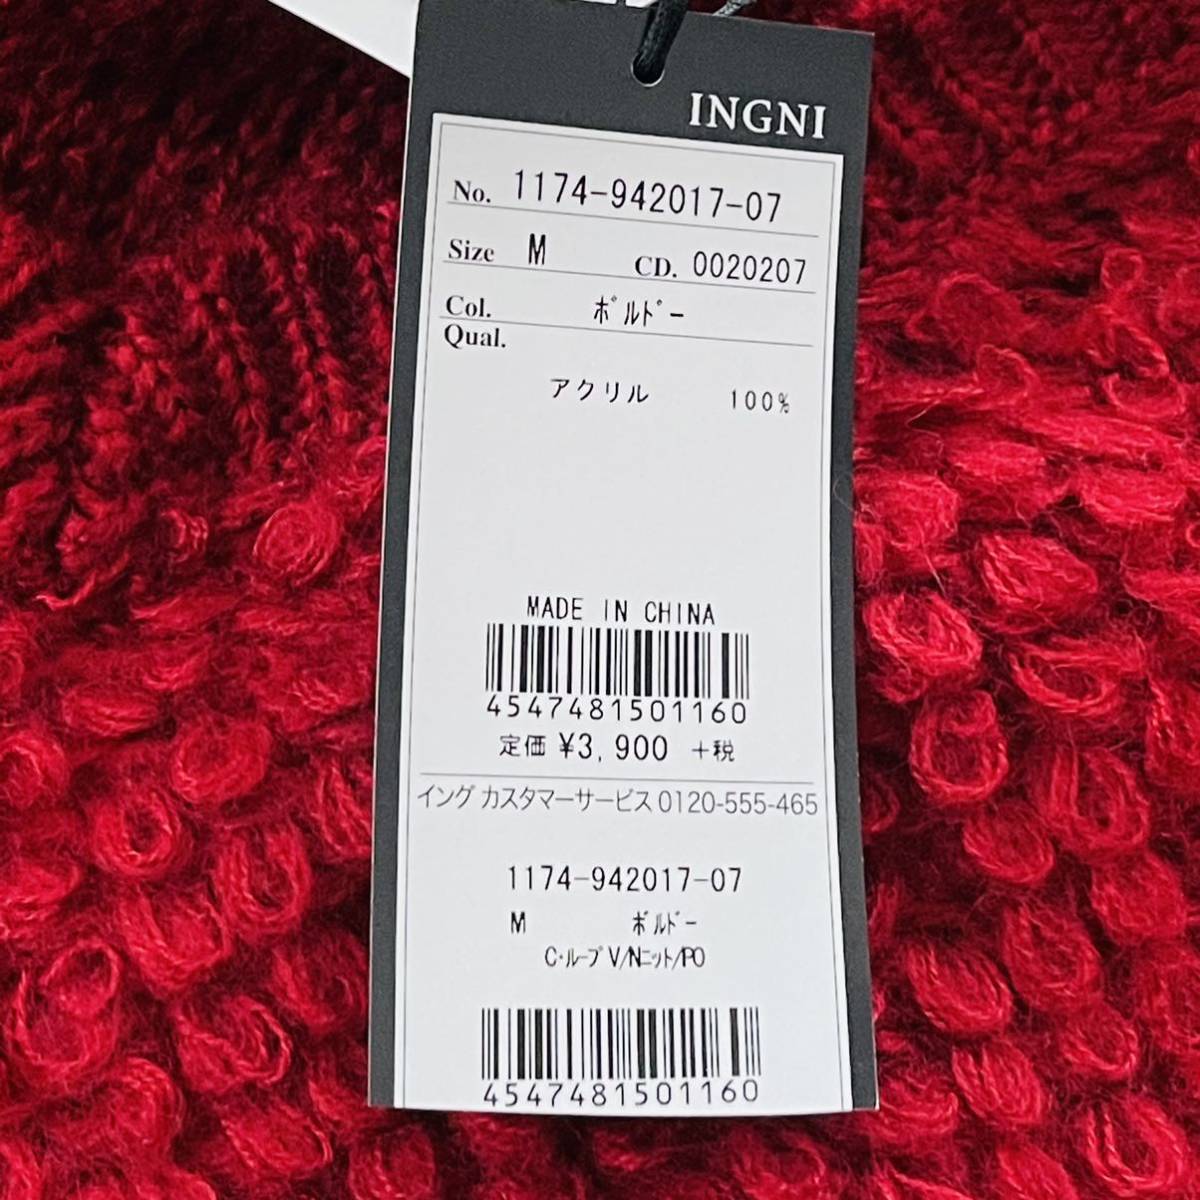 INGNI
No. 1174-942017-07
Size M CD. 0020207
Col. ボルドー
Qual.
アクリル 100%
MADE IN CHINA
4547481501160
定価 ¥3,900 +税
イング カスタマーサービス 0120-555-465
1174-942017-07
M ボルドー
C・ループV/Nニット/PO
4547481501160